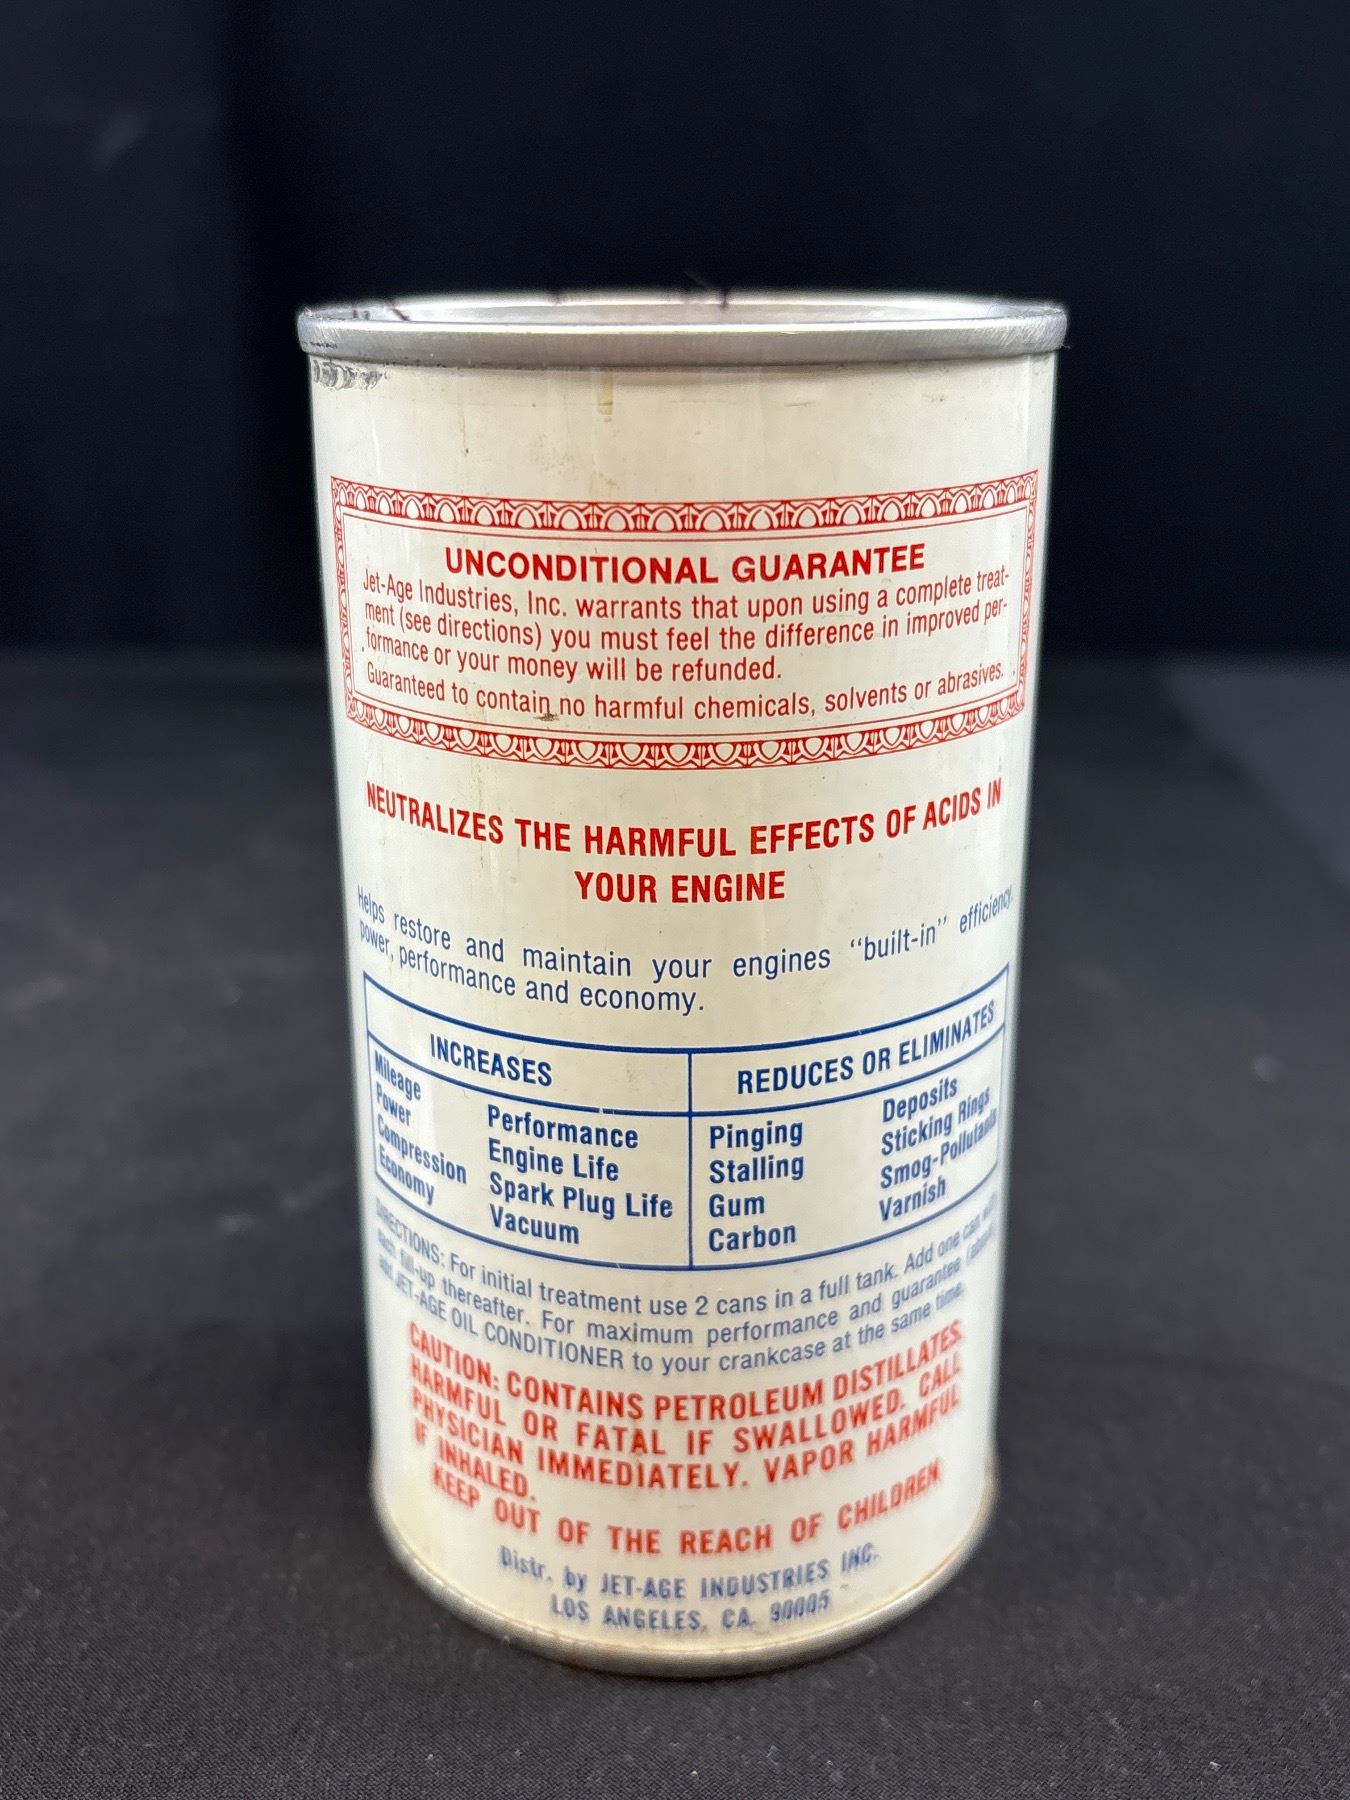 UNCONDITIONAL GUARANTEE
Jet-Age Industries, Inc. warrants that upon using a complete treat-
ment (see directions) you must feel the difference in improved per-
formance or your money will be refunded.
Guaranteed to contain no harmful chemicals, solvents or abrasives.
NEUTRALIZES THE HARMFUL EFFECTS OF ACIDS IN
YOUR ENGINE
Helps restore and maintain your engines "built-in" efficiency,
power, performance and economy.
INCREASES
Mileage
Power
Compression
Economy
Performance
Engine Life
Spark Plug Life
Vacuum
REDUCES OR ELIMINATES
Pinging
Stalling
Gum
Carbon
Deposits
Sticking Rings
Smog-Pollutants
Varnish
DIRECTIONS: For initial treatment use 2 cans in a full tank. Add one can with
each fill-up thereafter. For maximum performance and guarantee
add JET-AGE OIL CONDITIONER to your crankcase at the same time.
CAUTION: CONTAINS PETROLEUM DISTILLATES.
HARMFUL OR FATAL IF SWALLOWED. CALL
PHYSICIAN IMMEDIATELY. VAPOR HARMFUL
IF INHALED.
KEEP OUT OF THE REACH OF CHILDREN
Distr. by JET-AGE INDUSTRIES INC.
LOS ANGELES, CA. 90005